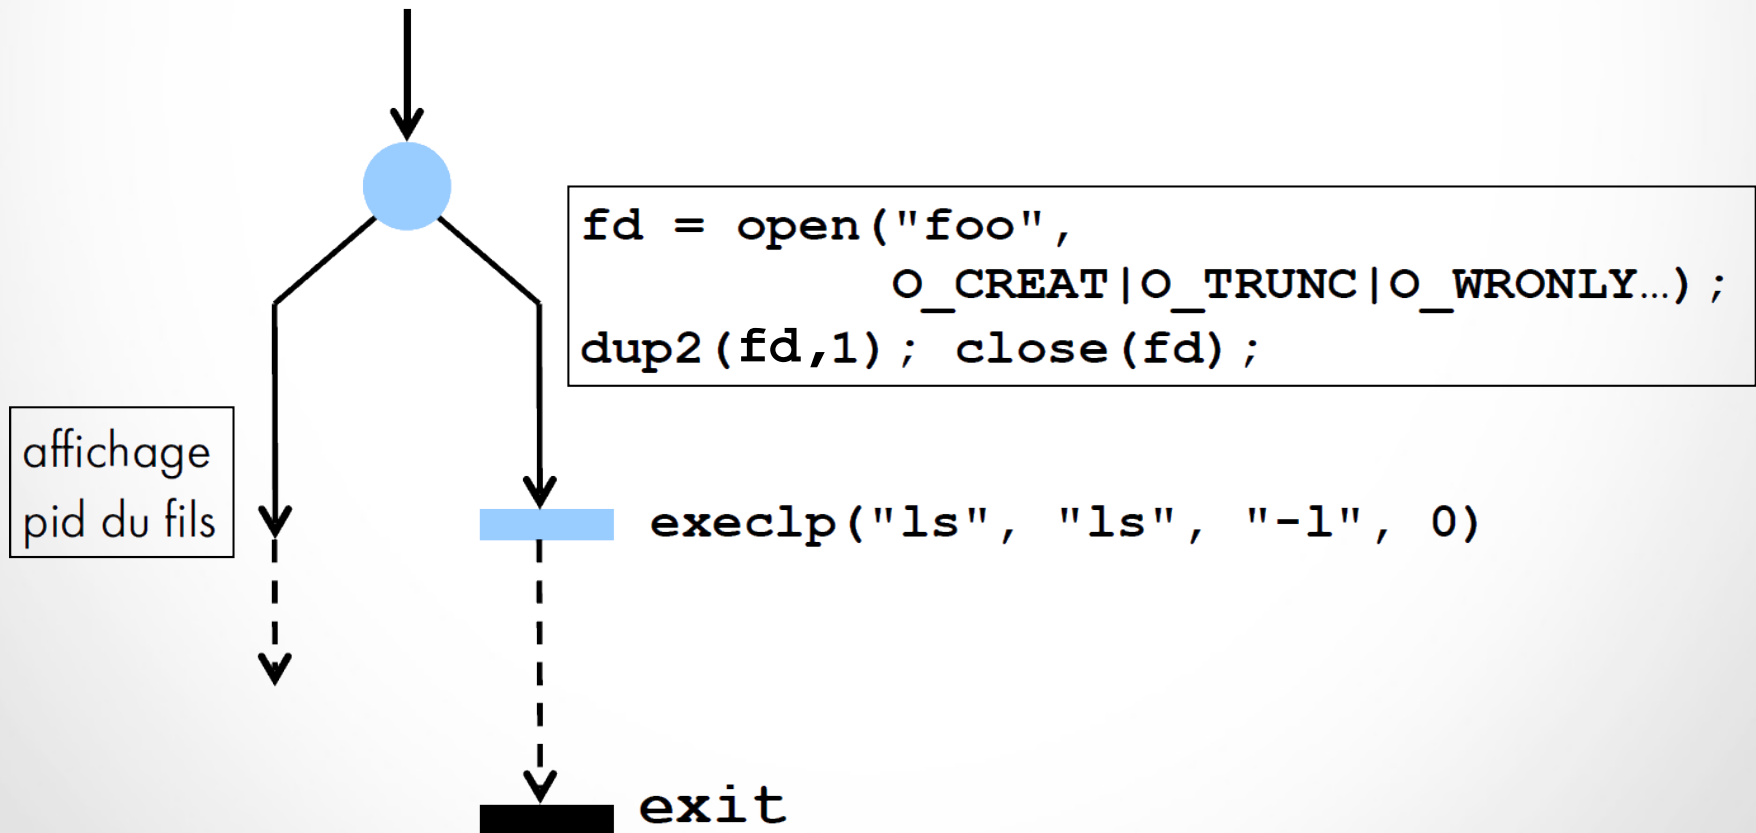 fd = open("foo",
O_CREAT|O_TRUNC|O_WRONLY…);
dup2(fd,1); close(fd);
affichage
pid du fils
execlp("ls", "ls", "-l", 0)
exit